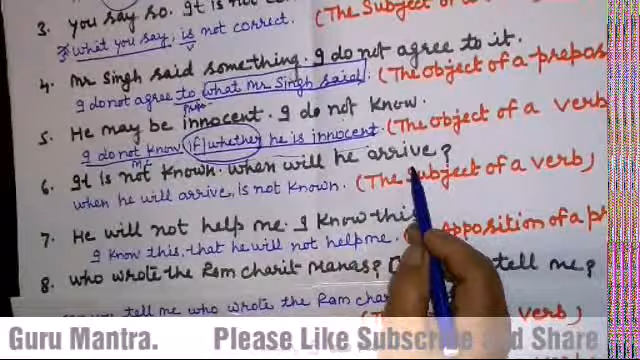 3. you say so. It is not co
(The Subject of a
what you say, is not correct.
4. Mr Singh said something. I do not agree to it.
I do not agree to what Mr Singh said. (The object of a prepos
5. He may be innocent. I do not know.
I do not know if/whether he is innocent. (The object of a verb
6. It is not known. when will he arrive?
when he will arrive, is not known. (The Subject of a verb)
7. He will not help me. I know this
I know this, that he will not help me. Apposition of a p
8. who wrote the Ram charit manas? tell me?
you tell me who wrote the Ram char
(The verb)
Guru Mantra. Please Like Subscribe and Share